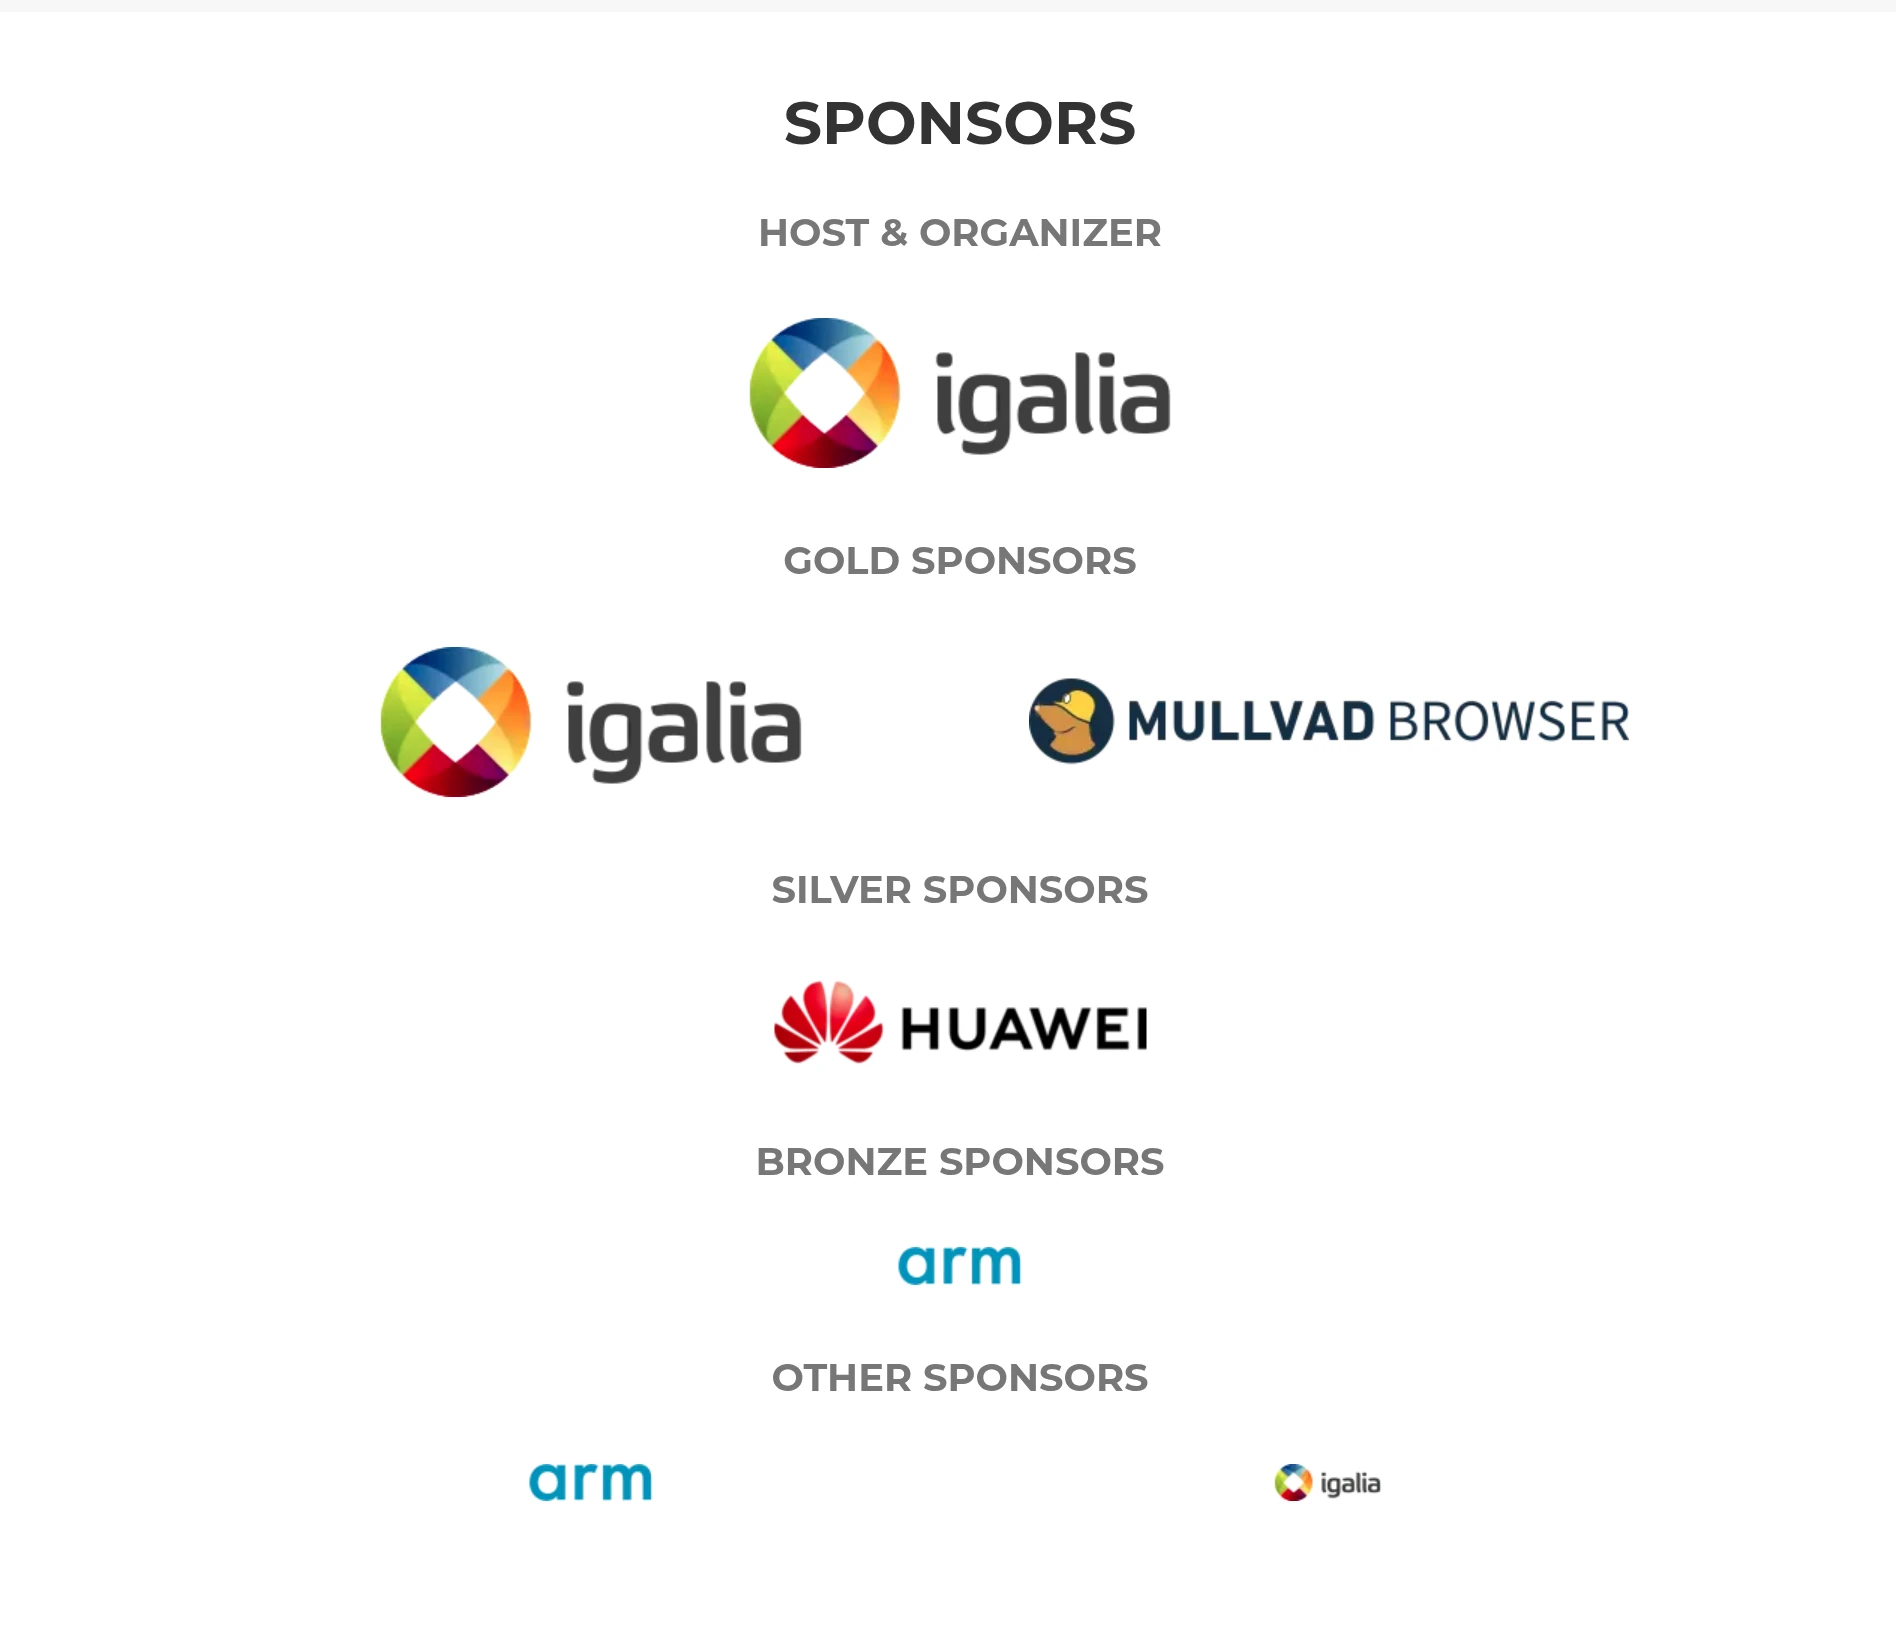 SPONSORS
HOST & ORGANIZER
igalia
GOLD SPONSORS
igalia
MULLVAD BROWSER
SILVER SPONSORS
HUAWEI
BRONZE SPONSORS
arm
OTHER SPONSORS
arm
igalia